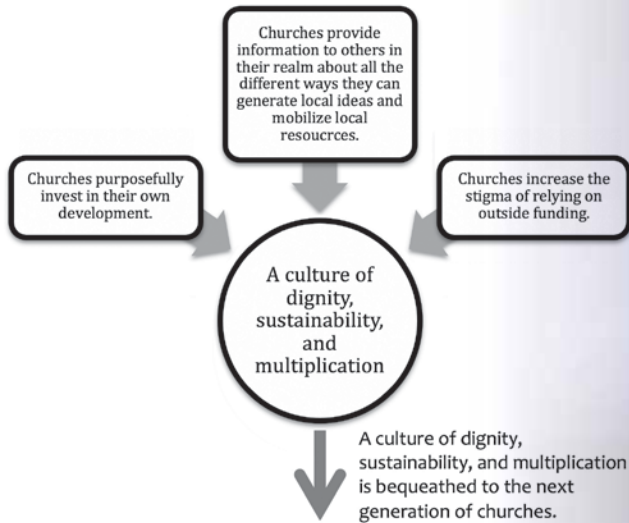 Churches provide
information to others in
their realm about all the
different ways they can
generate local ideas and
mobilize local
resoucrces.
Churches purposefully
invest in their own
development.
Churches increase the
stigma of relying on
outside funding.
A culture of
dignity,
sustainability,
and
multiplication
A culture of dignity,
sustainability, and multiplication
is bequeathed to the next
generation of churches.